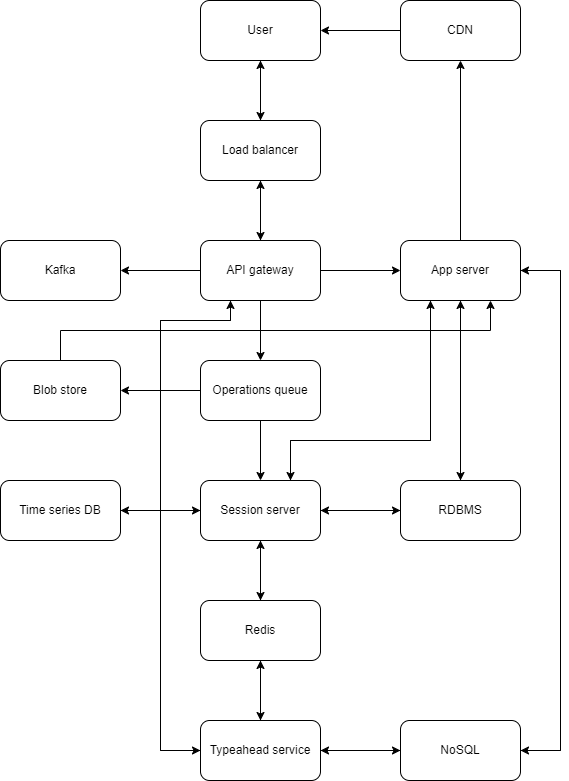 User
CDN
Load balancer
Kafka
API gateway
App server
Blob store
Operations queue
Time series DB
Session server
RDBMS
Redis
Typeahead service
NoSQL